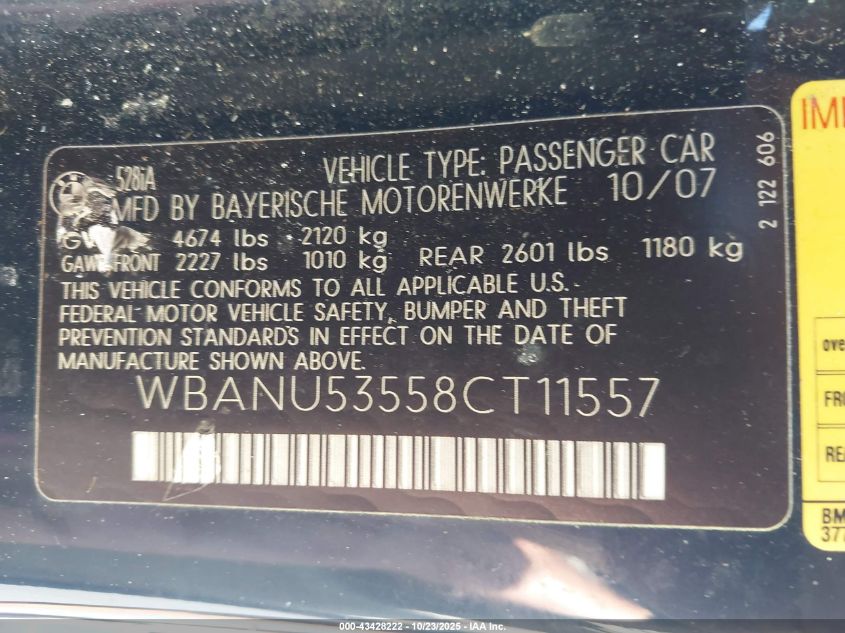 528iA VEHICLE TYPE: PASSENGER CAR
MFD BY BAYERISCHE MOTORENWERKE 10/07
4674 lbs 2120 kg
FRONT 2227 lbs 1010 kg REAR 2601 lbs 1180 kg
THIS VEHICLE CONFORMS TO ALL APPLICABLE U.S.
FEDERAL MOTOR VEHICLE SAFETY, BUMPER AND THEFT
PREVENTION STANDARDS IN EFFECT ON THE DATE OF
MANUFACTURE SHOWN ABOVE.
WBANU53558CT11557
2 122 606
000-43428222 - 10/23/2025 - IAA Inc.